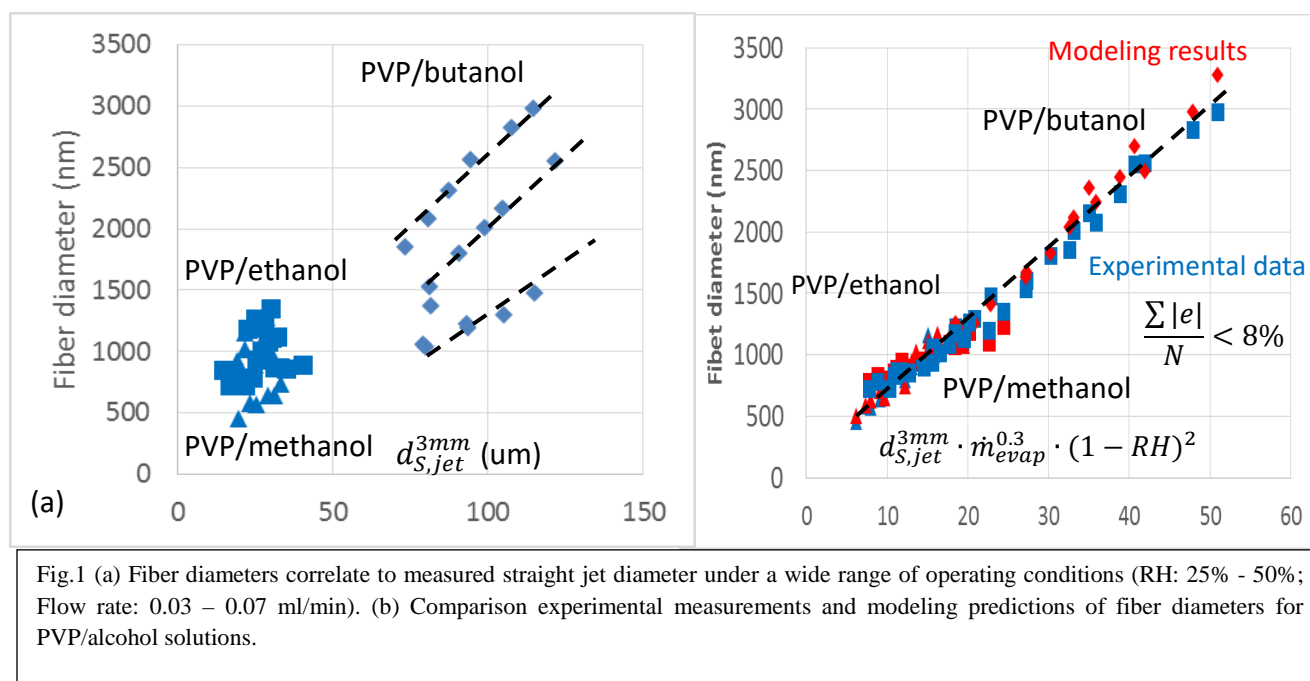 3500
3000
2500
2000
1500
1000
500
0
Fiber diameter (nm)
PVP/butanol
PVP/ethanol
PVP/methanol
d_{S,jet}^{3mm} (um)
(a)
0 50 100 150
3500
3000
2500
2000
1500
1000
500
0
Fibet diameter (nm)
Modeling results
PVP/butanol
PVP/ethanol
Experimental data
∑|e|/N < 8%
PVP/methanol
d_{S,jet}^{3mm} · ṁ_{evap}^{0.3} · (1 − RH)^2
0 10 20 30 40 50 60
Fig.1 (a) Fiber diameters correlate to measured straight jet diameter under a wide range of operating conditions (RH: 25% - 50%;
Flow rate: 0.03 – 0.07 ml/min). (b) Comparison experimental measurements and modeling predictions of fiber diameters for
PVP/alcohol solutions.